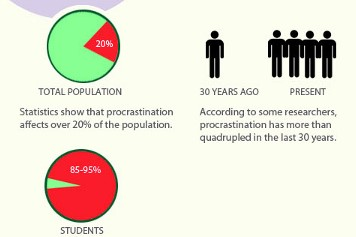 20%
TOTAL POPULATION
Statistics show that procrastination
affects over 20% of the population.
30 YEARS AGO
PRESENT
According to some researchers,
procrastination has more than
quadrupled in the last 30 years.
85-95%
STUDENTS